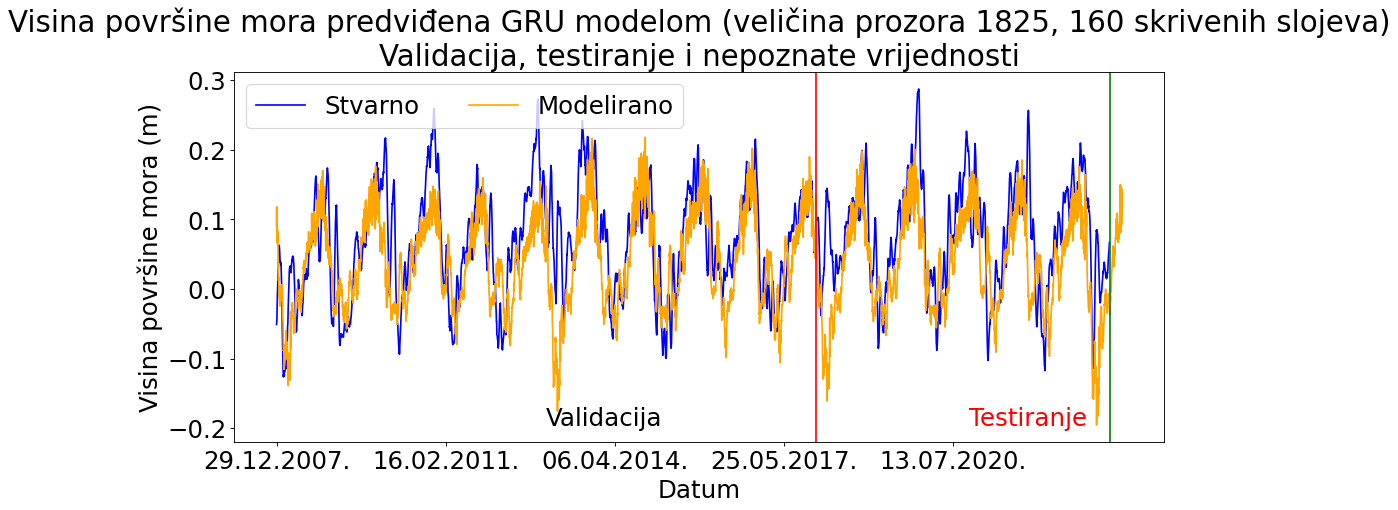 Visina površine mora predviđena GRU modelom (veličina prozora 1825, 160 skrivenih slojeva)
Validacija, testiranje i nepoznate vrijednosti
Stvarno
Modelirano
Visina površine mora (m)
0.3
0.2
0.1
0.0
−0.1
−0.2
Validacija
Testiranje
29.12.2007.
16.02.2011.
06.04.2014.
25.05.2017.
13.07.2020.
Datum